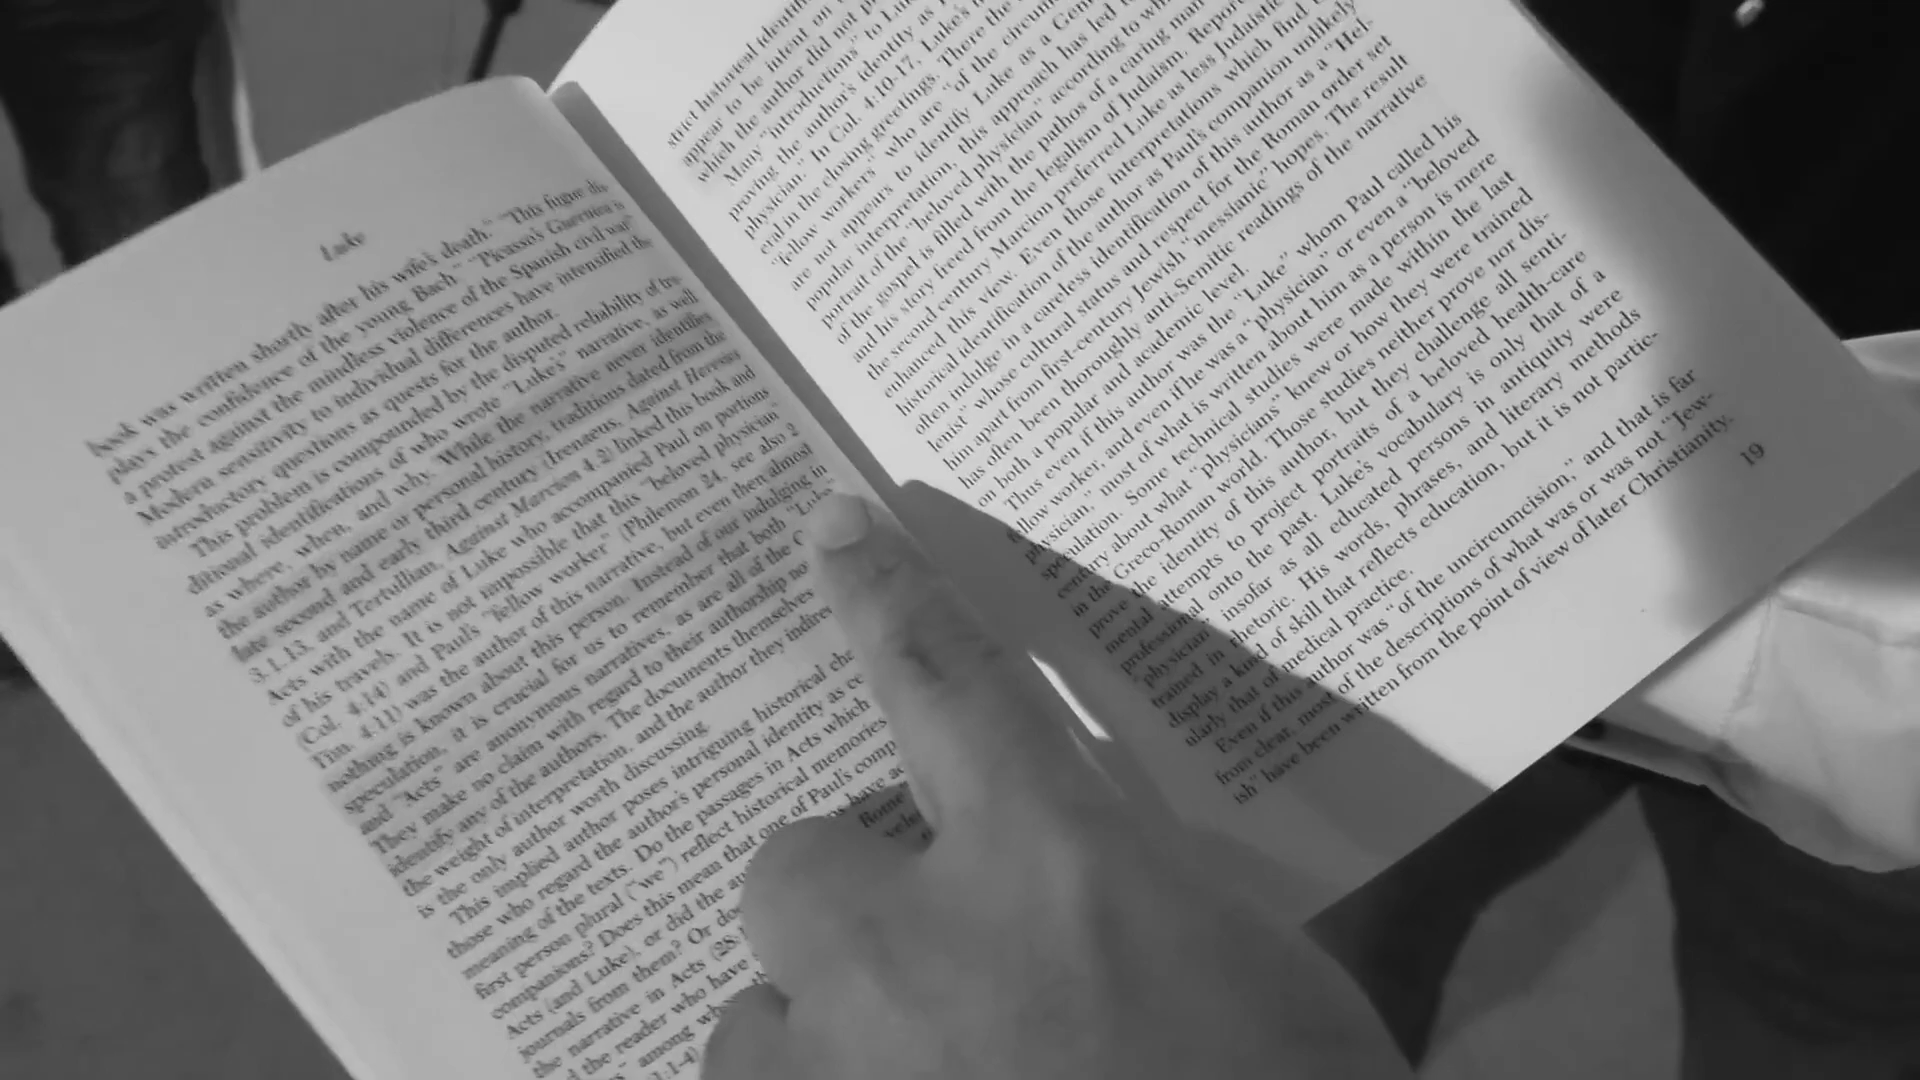 Luke
book was written shortly after his wife's death." "This fugue dis-
plays the confidence of the young Bach." "Picasso's Guernica is
a protest against the mindless violence of the Spanish civil war."
Modern sensitivity to individual differences have intensified the
introductory questions as quests for the author.
This problem is compounded by the disputed reliability of tra-
ditional identifications of who wrote "Luke's" narrative, as well
as where, when, and why. While the narrative never identifies
the author by name or personal history, traditions dated from the
late second and early third century (Irenaeus, Against Heresies
3.1.13, and Tertullian, Against Marcion 4.2) linked this book and
Acts with the name of Luke who accompanied Paul on portions
of his travels. It is not impossible that this "beloved physician"
(Col. 4:14) and Paul's "fellow worker" (Philemon 24, see also 2
Tim. 4:11) was the author of this narrative, but even then almost
nothing is known about this person. Instead of our indulging in
speculation, it is crucial for us to remember that both "Luke"
and "Acts" are anonymous narratives, as are all of the
They make no claim with regard to their authorship no
identify any of the authors. The documents themselves
the weight of interpretation, and the author they indirec
is the only author worth discussing.
This implied author poses intriguing historical cha
those who regard the author's personal identity as ce
meaning of the texts. Do the passages in Acts which
first person plural ("we") reflect historical memories
companions? Does this mean that one of Paul's comp
Acts (and Luke), or did the au have ac
journals from them? Or do Rome
the narrative in Acts (28:
the reader who have
among wh
1:1-4)
strict historical identi
appear to be intent on
which the author did not p
Many "introductions" to Lu
proving the author's identity as
physician." In Col. 4:10-17, Luke's
eral in the closing greetings. There the
"fellow workers" who are "of the circum
are not appears to identify Luke as a Gen
popular interpretation, this approach has led to
portrait of the "beloved physician" according to wh
of the gospel is filled with the pathos of a caring man
and his story freed from the legalism of Judaism. Report
the second century Marcion preferred Luke as less Judaistic
enhanced this view. Even those interpretations which find
historical identification of the author as Paul's companion unlikely
often indulge in a careless identification of this author as a "Hel-
lenist" whose cultural status and respect for the Roman order set
him apart from first-century Jewish "messianic" hopes. The result
has often been thoroughly anti-Semitic readings of the narrative
on both a popular and academic level.
Thus even if this author was the "Luke" whom Paul called his
fellow worker, and even if he was a "physician" or even a "beloved
physician," most of what is written about him as a person is mere
speculation. Some technical studies were made within the last
century about what "physicians" knew or how they were trained
in the Greco-Roman world. Those studies neither prove nor dis-
prove the identity of this author, but they challenge all senti-
mental attempts to project portraits of a beloved health-care
professional onto the past. Luke's vocabulary is only that of a
"physician" insofar as all educated persons in antiquity were
trained in rhetoric. His words, phrases, and literary methods
display a kind of skill that reflects education, but it is not partic-
ularly that of medical practice.
Even if this author was "of the uncircumcision," and that is far
from clear, most of the descriptions of what was or was not "Jew-
ish" have been written from the point of view of later Christianity.
19